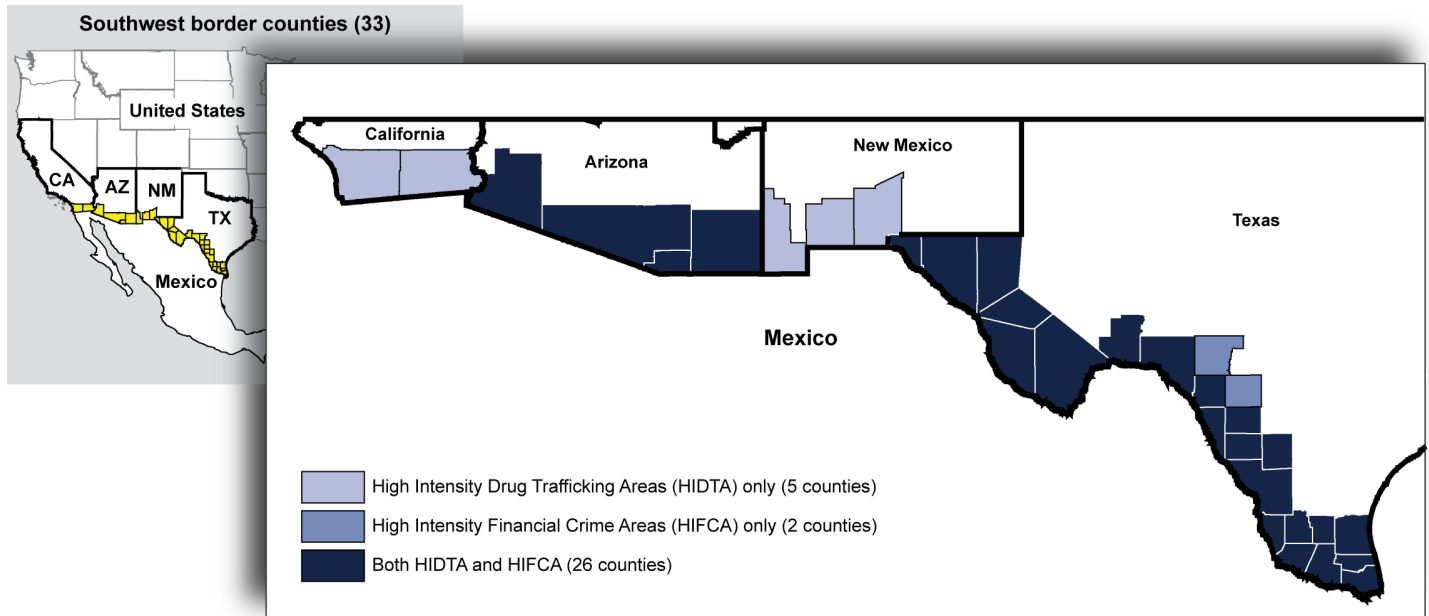 Southwest border counties (33)
United States
CA
AZ
NM
TX
Mexico
California
Arizona
New Mexico
Texas
Mexico
High Intensity Drug Trafficking Areas (HIDTA) only (5 counties)
High Intensity Financial Crime Areas (HIFCA) only (2 counties)
Both HIDTA and HIFCA (26 counties)